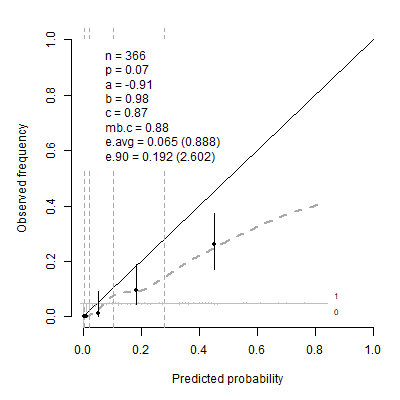 n = 366
p = 0.07
a = -0.91
b = 0.98
c = 0.87
mb.c = 0.88
e.avg = 0.065 (0.888)
e.90 = 0.192 (2.602)
Observed frequency
1.0
0.8
0.6
0.4
0.2
0.0
1
0
0.0 0.2 0.4 0.6 0.8 1.0
Predicted probability